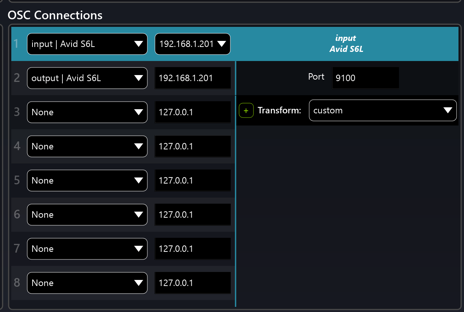 OSC Connections
1 input | Avid S6L 192.168.1.201
input
Avid S6L
2 output | Avid S6L 192.168.1.201
Port 9100
3 None 127.0.0.1
+ Transform: custom
4 None 127.0.0.1
5 None 127.0.0.1
6 None 127.0.0.1
7 None 127.0.0.1
8 None 127.0.0.1